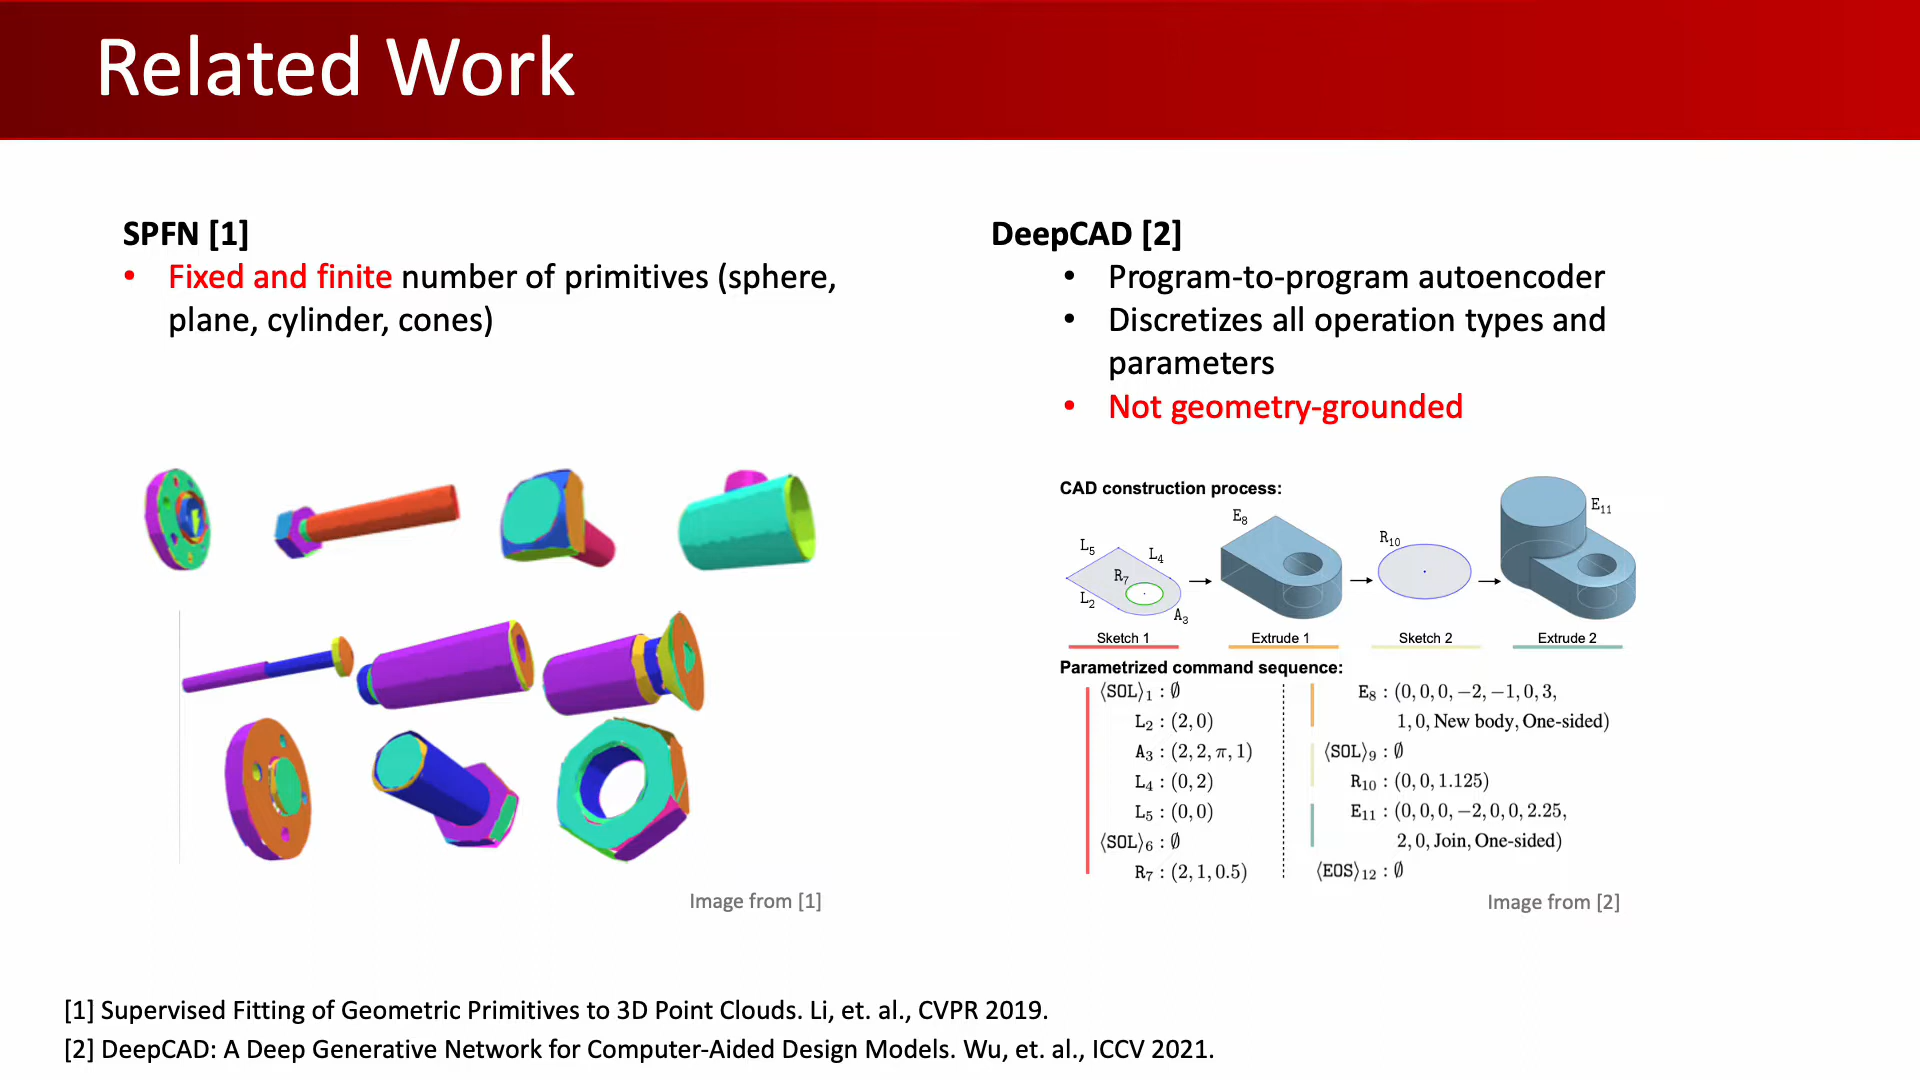 Related Work
SPFN [1]
• Fixed and finite number of primitives (sphere,
plane, cylinder, cones)
Image from [1]
DeepCAD [2]
• Program-to-program autoencoder
• Discretizes all operation types and
parameters
• Not geometry-grounded
CAD construction process:
L₅ L₄ R₇ L₂ A₃
E₈
R₁₀
E₁₁
Sketch 1 Extrude 1 Sketch 2 Extrude 2
Parametrized command sequence:
⟨SOL⟩₁ : ∅
L₂ : (2, 0)
A₃ : (2, 2, π, 1)
L₄ : (0, 2)
L₅ : (0, 0)
⟨SOL⟩₆ : ∅
R₇ : (2, 1, 0.5)
E₈ : (0, 0, 0, −2, −1, 0, 3,
1, 0, New body, One-sided)
⟨SOL⟩₉ : ∅
R₁₀ : (0, 0, 1.125)
E₁₁ : (0, 0, 0, −2, 0, 0, 2.25,
2, 0, Join, One-sided)
⟨EOS⟩₁₂ : ∅
Image from [2]
[1] Supervised Fitting of Geometric Primitives to 3D Point Clouds. Li, et. al., CVPR 2019.
[2] DeepCAD: A Deep Generative Network for Computer-Aided Design Models. Wu, et. al., ICCV 2021.